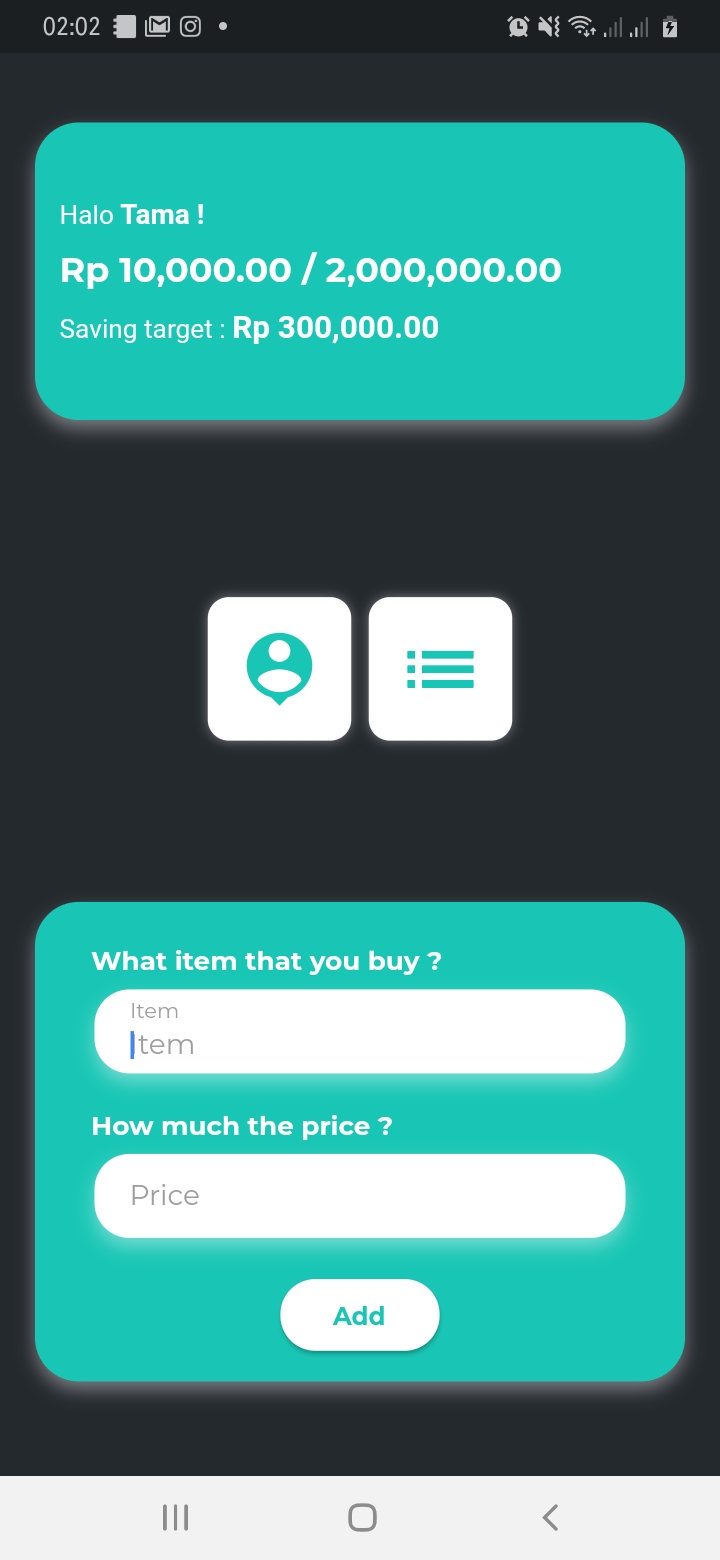 02:02
Halo Tama !
Rp 10,000.00 / 2,000,000.00
Saving target : Rp 300,000.00
What item that you buy ?
Item
Item
How much the price ?
Price
Add